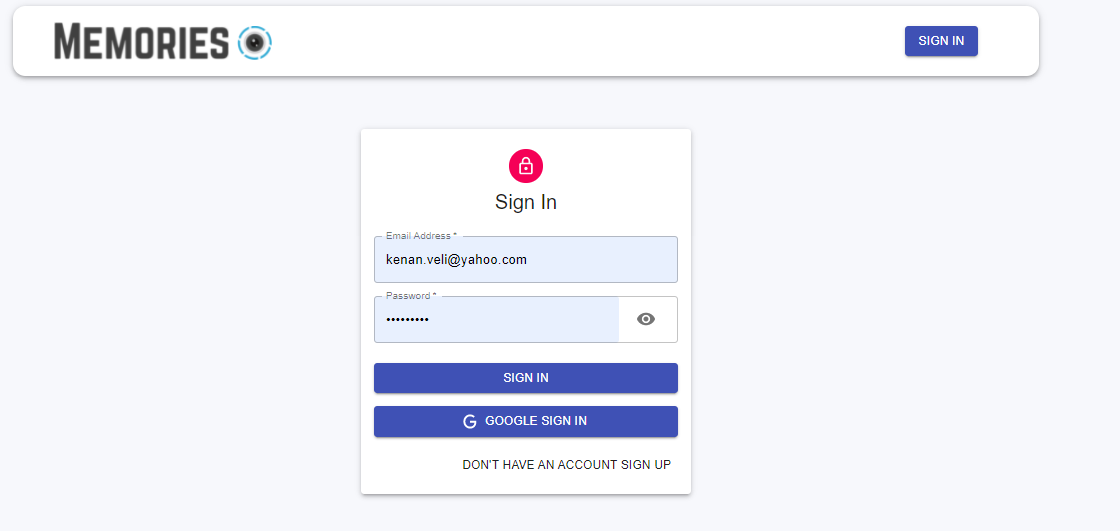 MEMORIES
SIGN IN
Sign In
Email Address *
kenan.veli@yahoo.com
Password *
•••••••••
SIGN IN
G GOOGLE SIGN IN
DON'T HAVE AN ACCOUNT SIGN UP